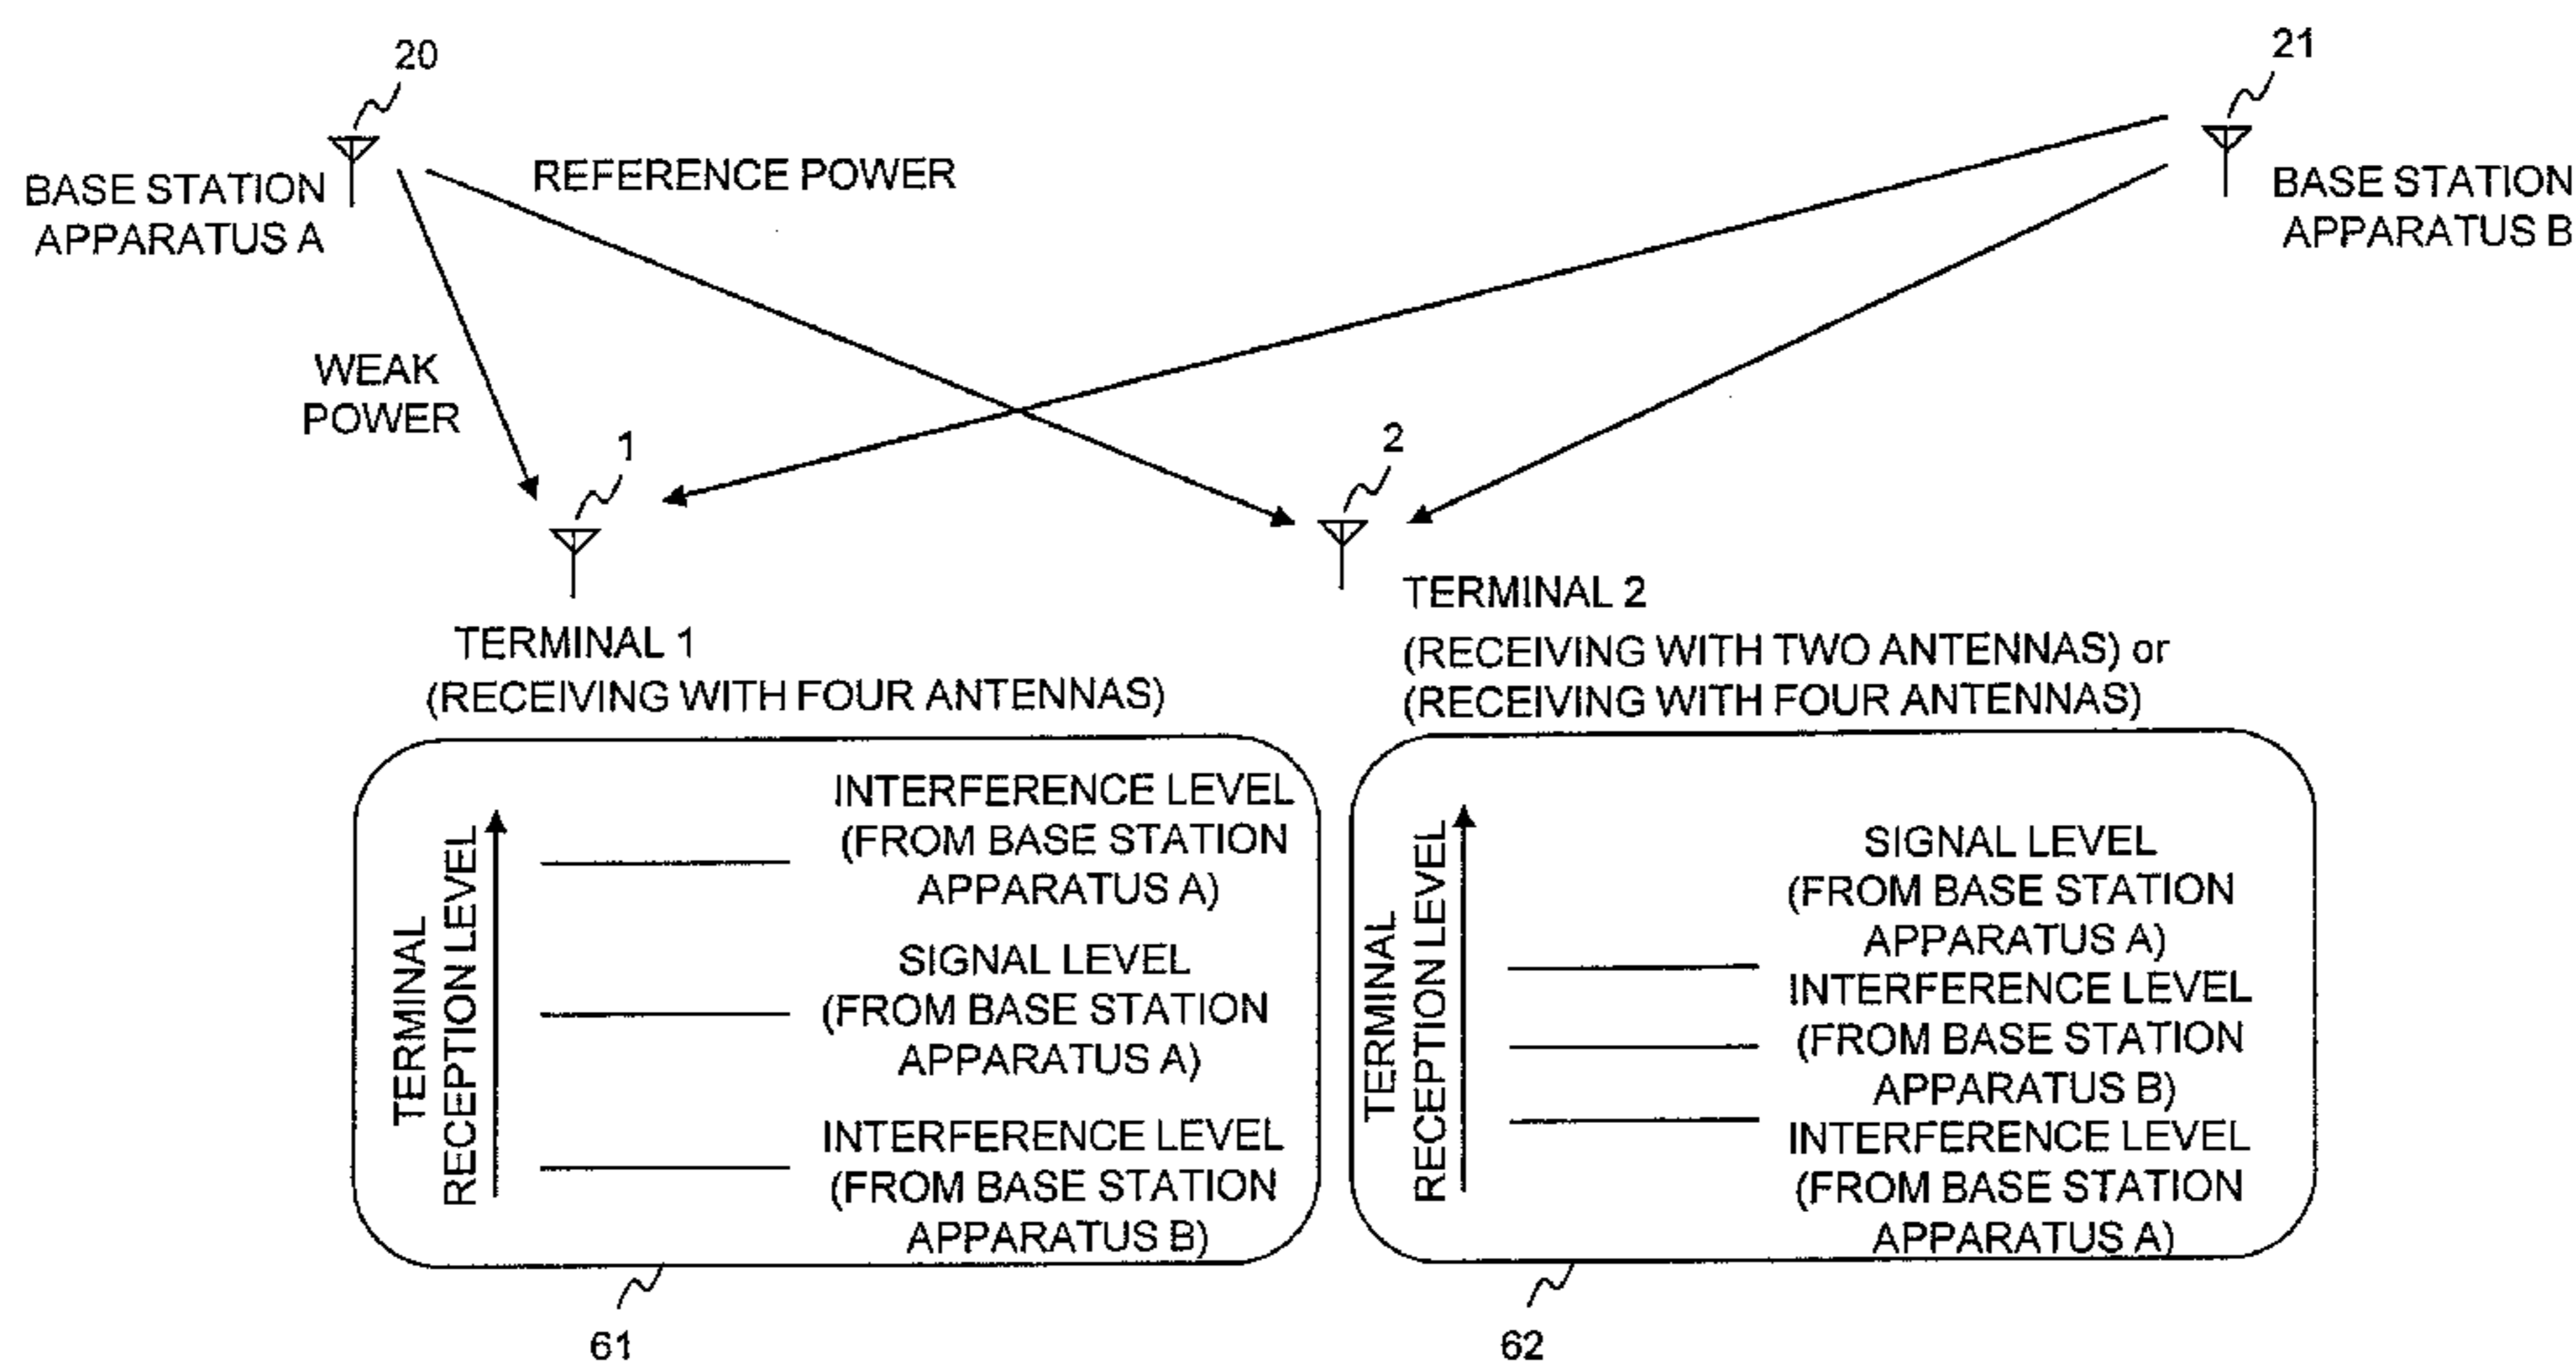 20
21
BASE STATION
APPARATUS A
REFERENCE POWER
BASE STATION
APPARATUS B
WEAK
POWER
1
2
TERMINAL 1
(RECEIVING WITH FOUR ANTENNAS)
TERMINAL 2
(RECEIVING WITH TWO ANTENNAS) or
(RECEIVING WITH FOUR ANTENNAS)
TERMINAL
RECEPTION LEVEL
INTERFERENCE LEVEL
(FROM BASE STATION
APPARATUS A)
SIGNAL LEVEL
(FROM BASE STATION
APPARATUS A)
INTERFERENCE LEVEL
(FROM BASE STATION
APPARATUS B)
61
TERMINAL
RECEPTION LEVEL
SIGNAL LEVEL
(FROM BASE STATION
APPARATUS A)
INTERFERENCE LEVEL
(FROM BASE STATION
APPARATUS B)
INTERFERENCE LEVEL
(FROM BASE STATION
APPARATUS A)
62